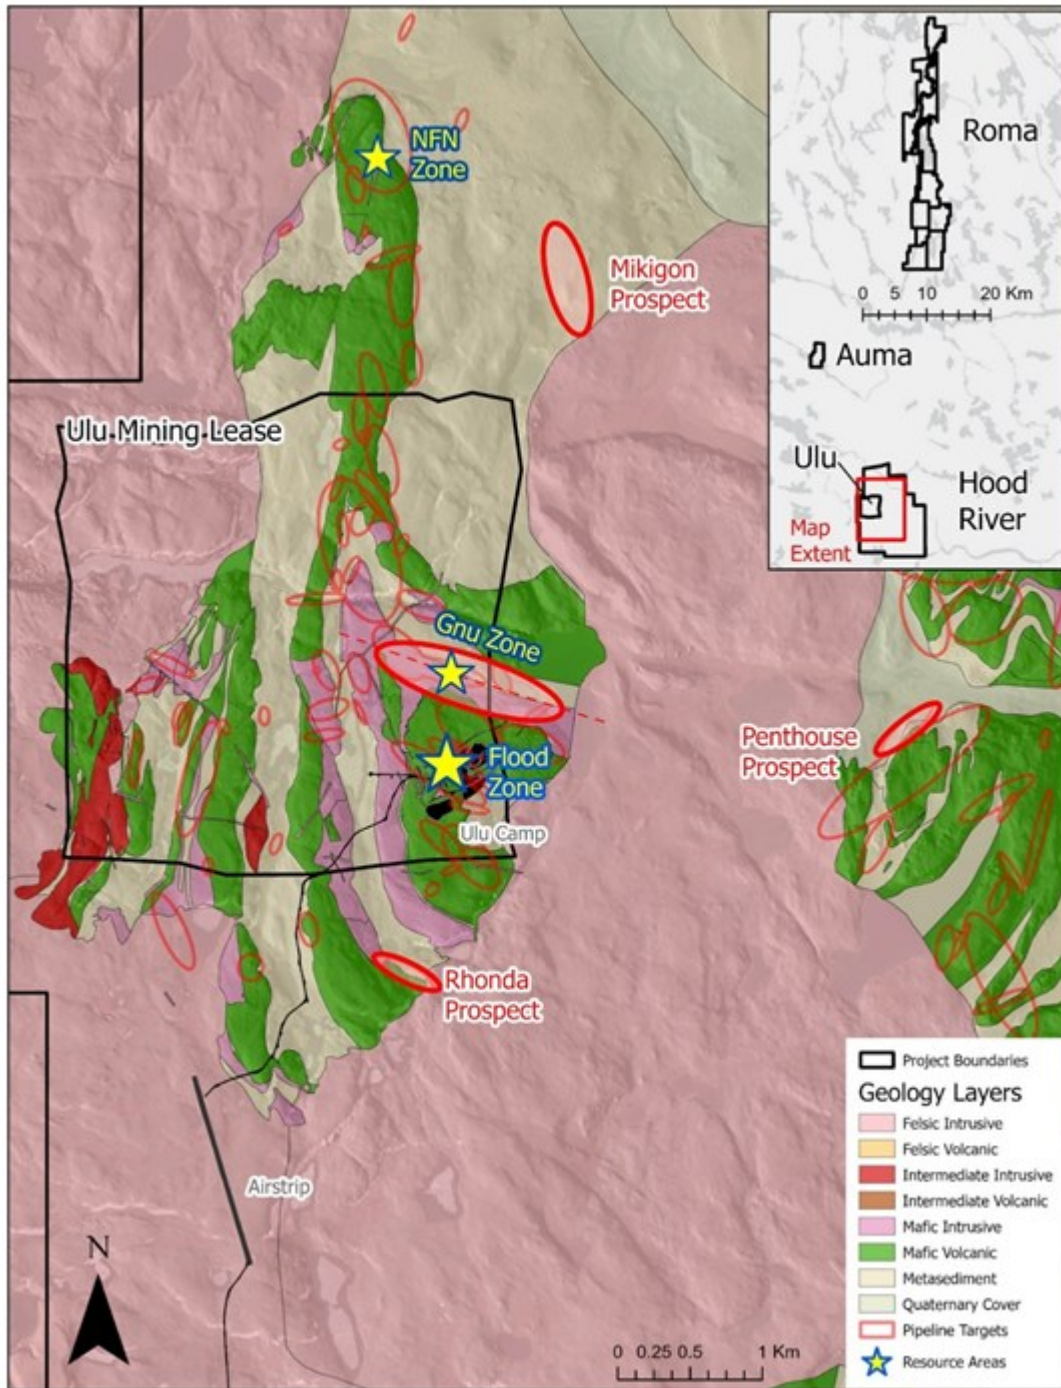 NFN
Zone
Mikigon
Prospect
Roma
0 5 10 20 Km
Auma
Ulu
Hood
River
Map
Extent
Ulu Mining Lease
Gnu Zone
Flood
Zone
Ulu Camp
Penthouse
Prospect
Rhonda
Prospect
Airstrip
N
0 0.25 0.5 1 Km
Project Boundaries
Geology Layers
Felsic Intrusive
Felsic Volcanic
Intermediate Intrusive
Intermediate Volcanic
Mafic Intrusive
Mafic Volcanic
Metasediment
Quaternary Cover
Pipeline Targets
Resource Areas